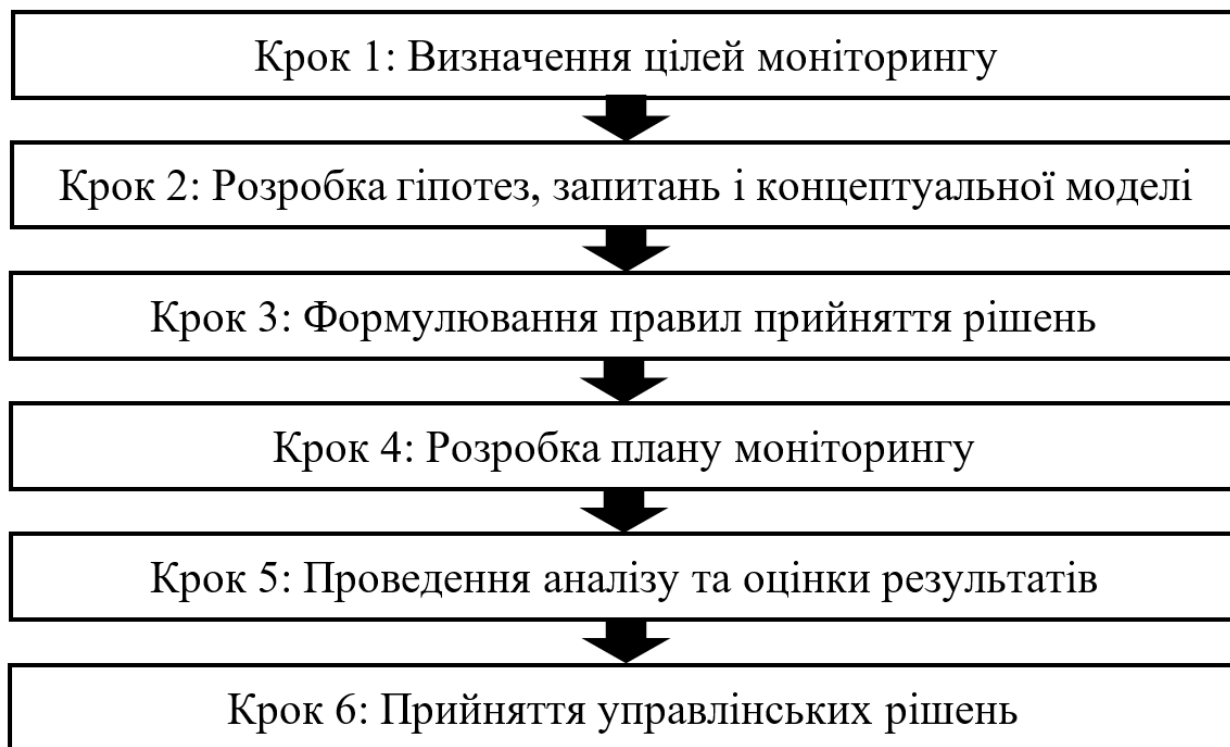 Крок 1: Визначення цілей моніторингу
Крок 2: Розробка гіпотез, запитань і концептуальної моделі
Крок 3: Формулювання правил прийняття рішень
Крок 4: Розробка плану моніторингу
Крок 5: Проведення аналізу та оцінки результатів
Крок 6: Прийняття управлінських рішень